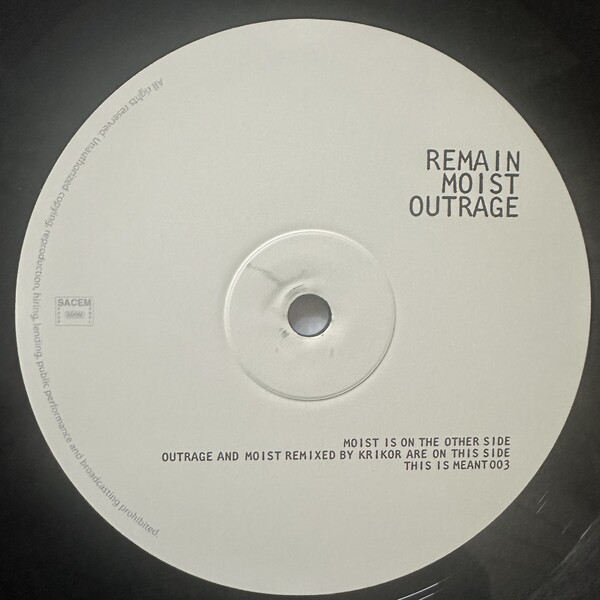 REMAIN
MOIST
OUTRAGE
All rights reserved. Unauthorized copying, reproduction, hiring, lending, public performance and broadcasting prohibited.
SACEM
MOIST IS ON THE OTHER SIDE
OUTRAGE AND MOIST REMIXED BY KRIKOR ARE ON THIS SIDE
THIS IS MEANT003